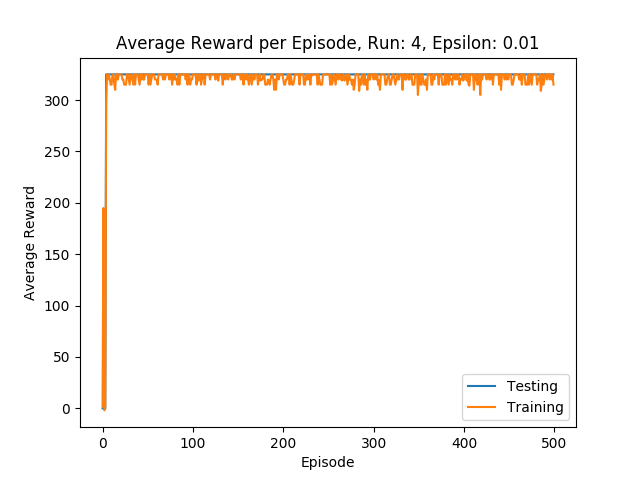 Average Reward per Episode, Run: 4, Epsilon: 0.01
Average Reward
300
250
200
150
100
50
0
0 100 200 300 400 500
Episode
Testing
Training